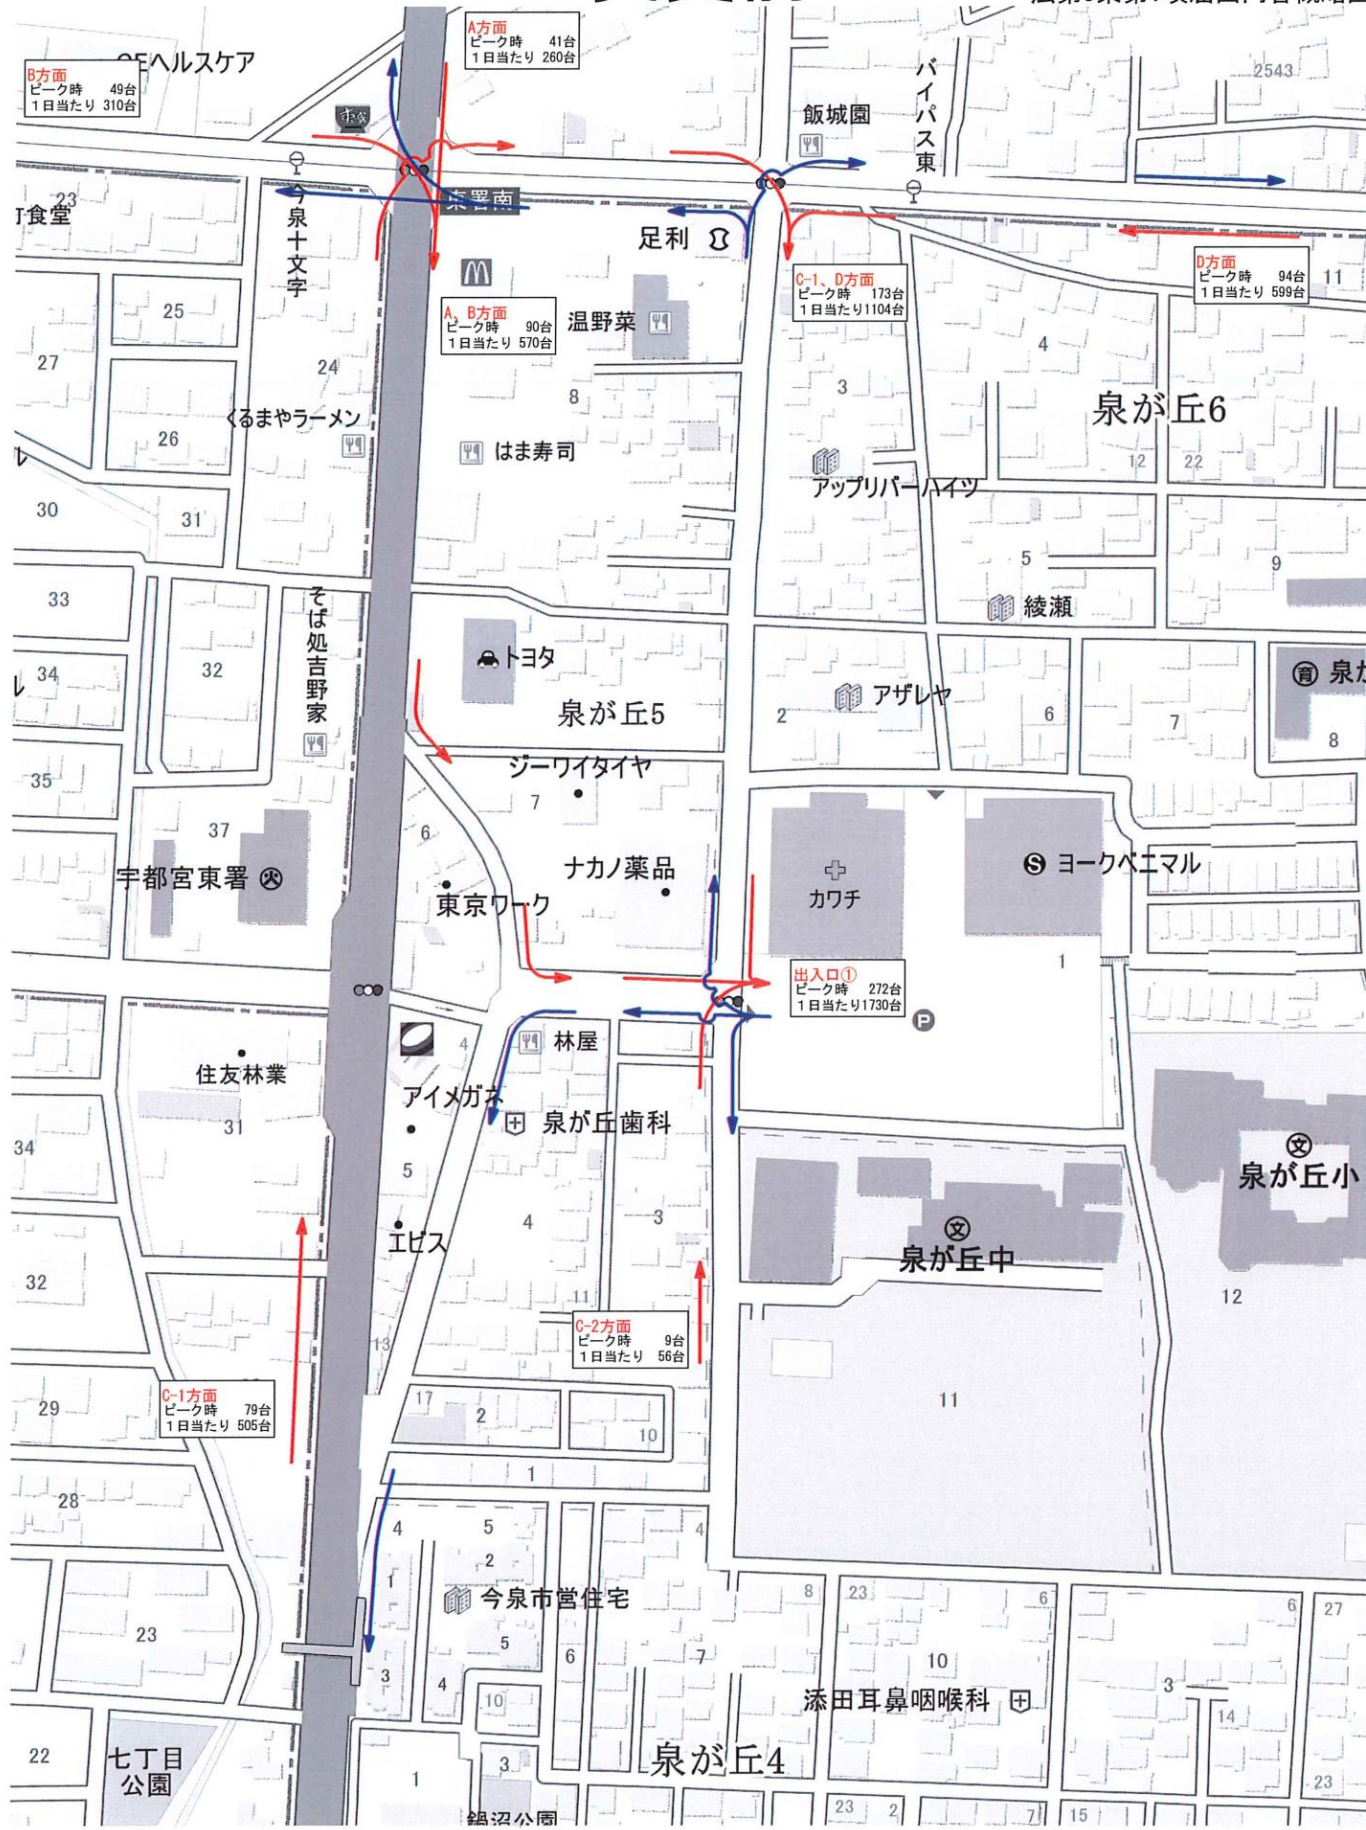 A方面
ピーク時 41台
1日当たり 260台
B方面
ピーク時 49台
1日当たり 310台
ヘルスケア
すき家
飯城園
バイパス東
2543
23
食堂
今泉十文字
東署南
足利
D方面
ピーク時 94台
1日当たり 599台
11
C-1、D方面
ピーク時 173台
1日当たり1104台
A、B方面
ピーク時 90台
1日当たり 570台
温野菜
25
27
24
4
3
8
泉が丘6
くるまやラーメン
26
はま寿司
12
22
アップリバーハイツ
30
31
5
9
33
そば処吉野家
綾瀬
32
34
トヨタ
泉が丘5
2
アザレヤ
6
7
育
8
35
ジーワイタイヤ
7
37
6
宇都宮東署
ナカノ薬品
カワチ
S ヨークベニマル
東京ワーク
1
出入口①
ピーク時 272台
1日当たり1730台
P
住友林業
4
林屋
アイメガネ
泉が丘歯科
31
34
5
文
泉が丘小
4
3
エビス
文
泉が丘中
32
11
12
C-2方面
ピーク時 9台
1日当たり 56台
13
C-1方面
ピーク時 79台
1日当たり 505台
29
17
2
10
11
1
28
4
5
4
2
1
今泉市営住宅
8
23
6
6
27
23
5
6
7
10
3
4
3
10
添田耳鼻咽喉科
14
22
七丁目
公園
3
1
泉が丘4
23
鍋沼公園
23
2
7
15